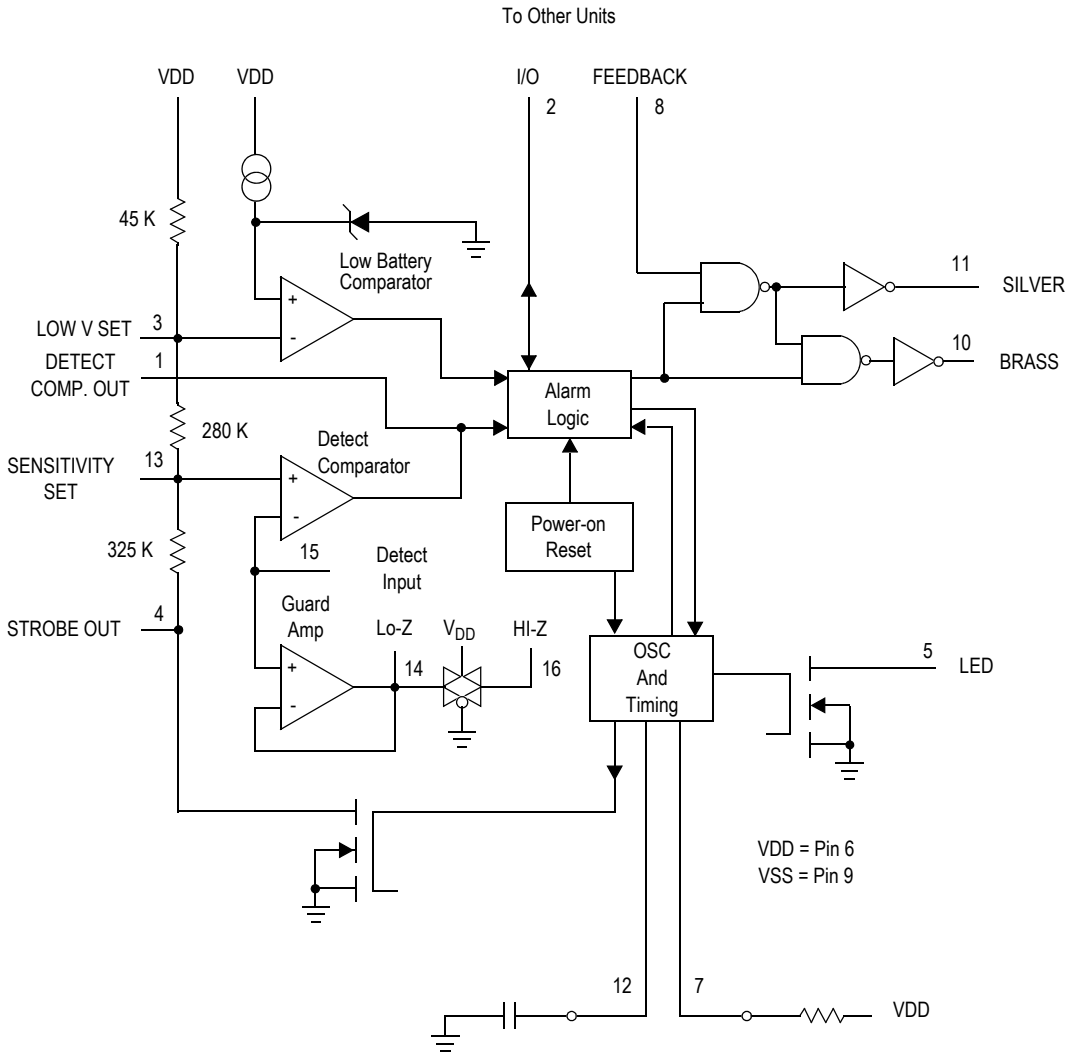 To Other Units
VDD
VDD
I/O
2
FEEDBACK
8
45 K
Low Battery
Comparator
+
-
LOW V SET
3
DETECT
COMP. OUT
1
11
SILVER
10
BRASS
Alarm
Logic
280 K
Detect
Comparator
SENSITIVITY
SET
13
+
-
Power-on
Reset
325 K
15
Detect
Input
STROBE OUT
4
Guard
Amp
+
-
Lo-Z
14
VDD
HI-Z
16
OSC
And
Timing
5
LED
VDD = Pin 6
VSS = Pin 9
12
7
VDD